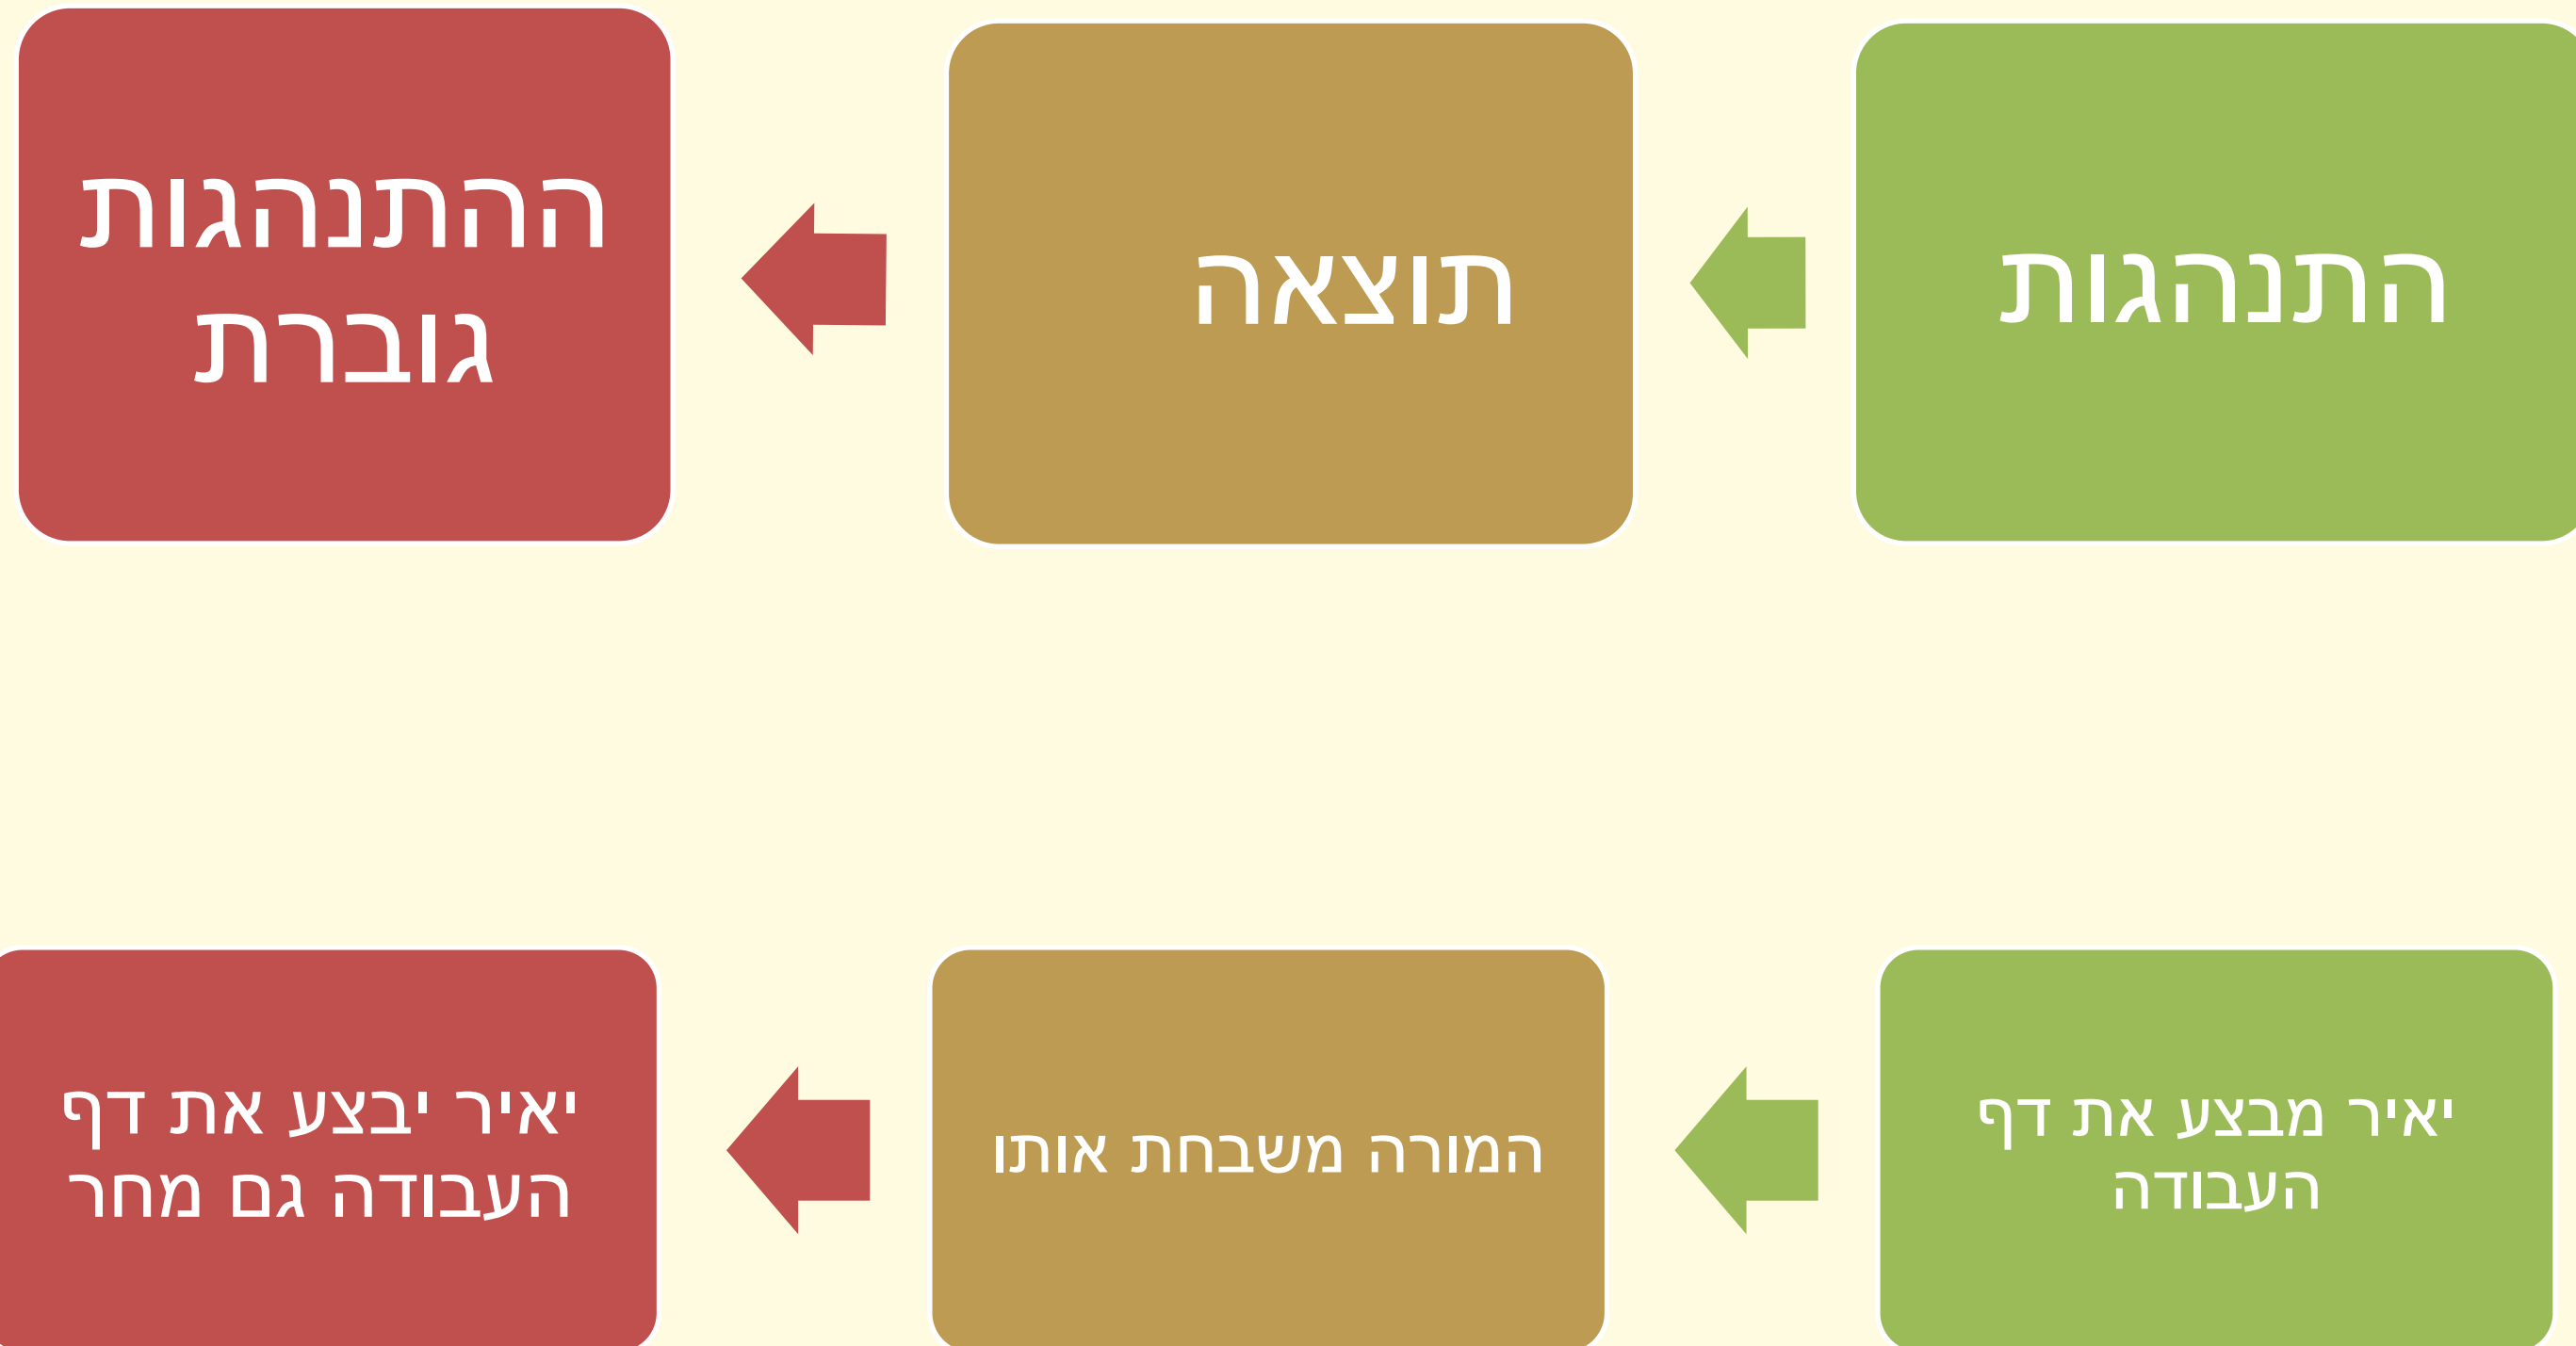 התנהגות
תוצאה
ההתנהגות
גוברת
יאיר מבצע את דף
העבודה
המורה משבחת אותו
יאיר יבצע את דף
העבודה גם מחר